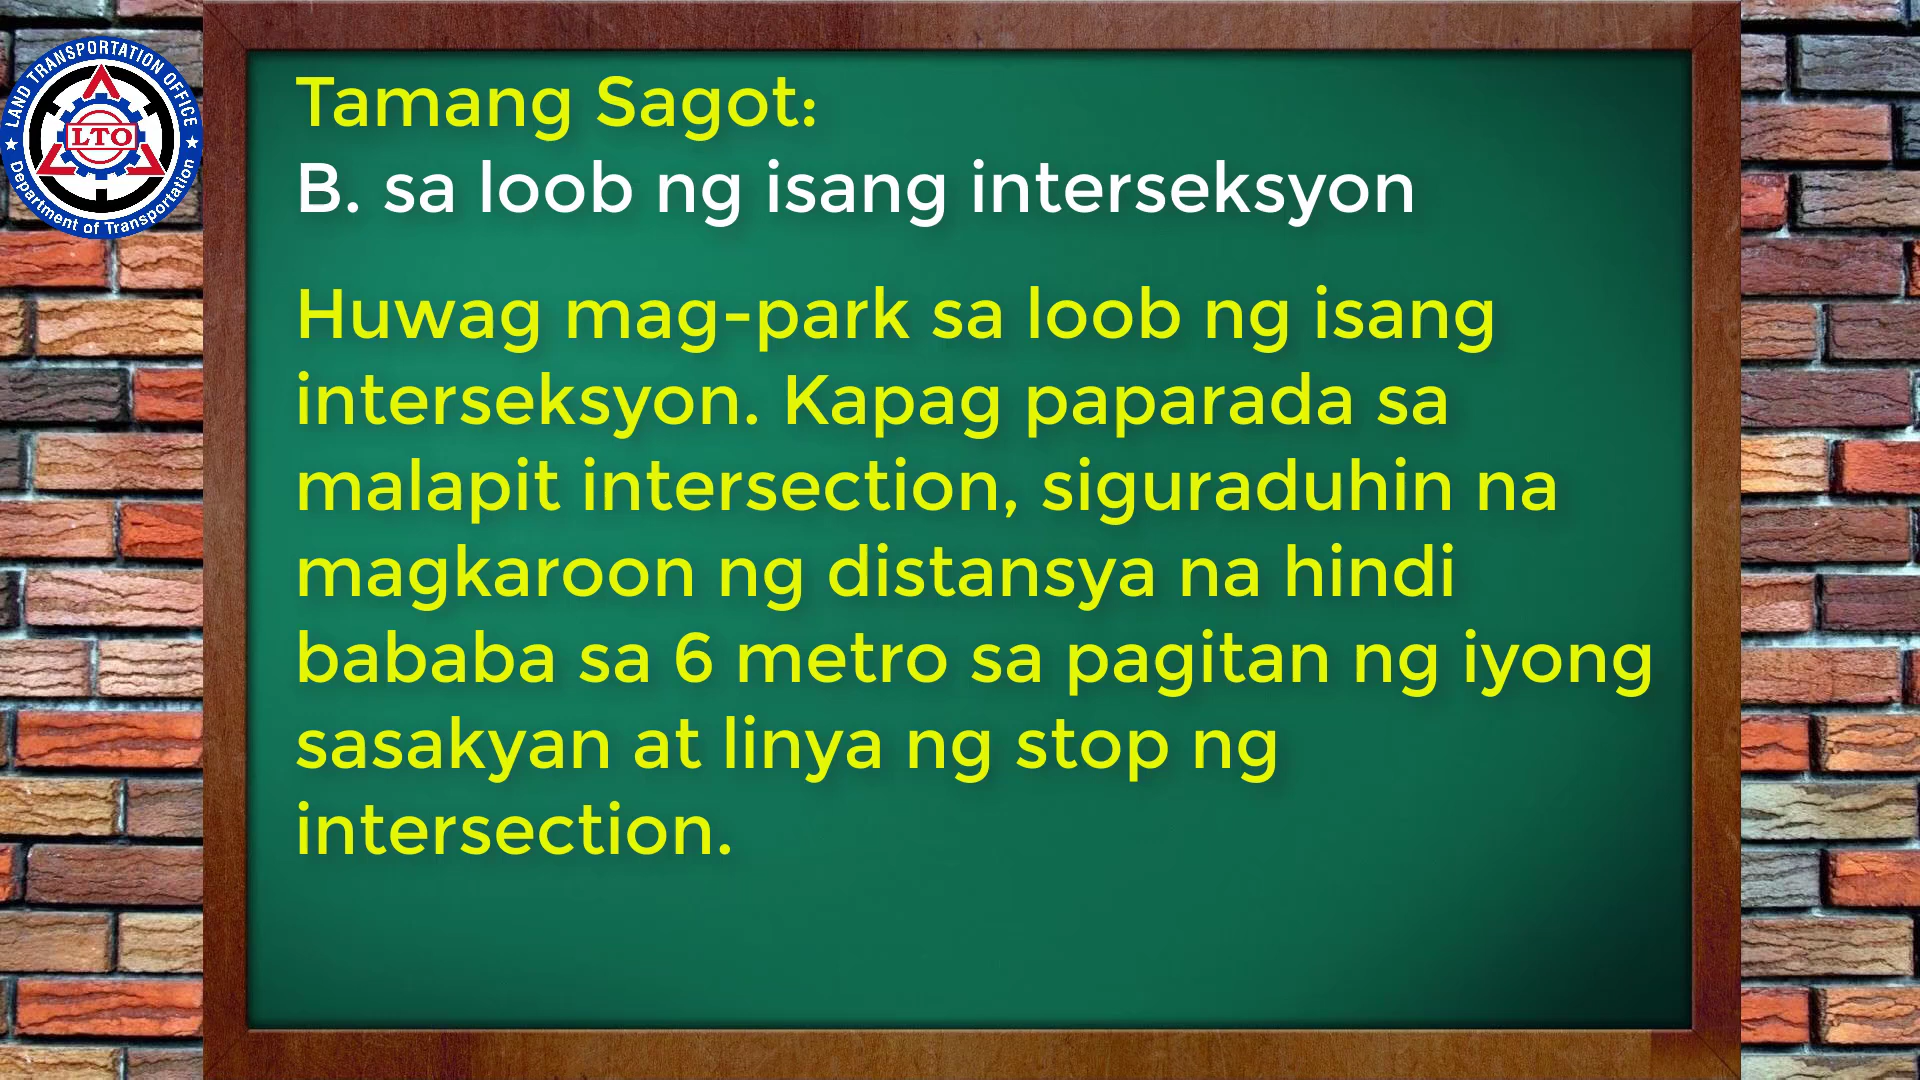 LAND TRANSPORTATION OFFICE
LTO
Department of Transportation
Tamang Sagot:
B. sa loob ng isang interseksyon
Huwag mag-park sa loob ng isang
interseksyon. Kapag paparada sa
malapit intersection, siguraduhin na
magkaroon ng distansya na hindi
bababa sa 6 metro sa pagitan ng iyong
sasakyan at linya ng stop ng
intersection.